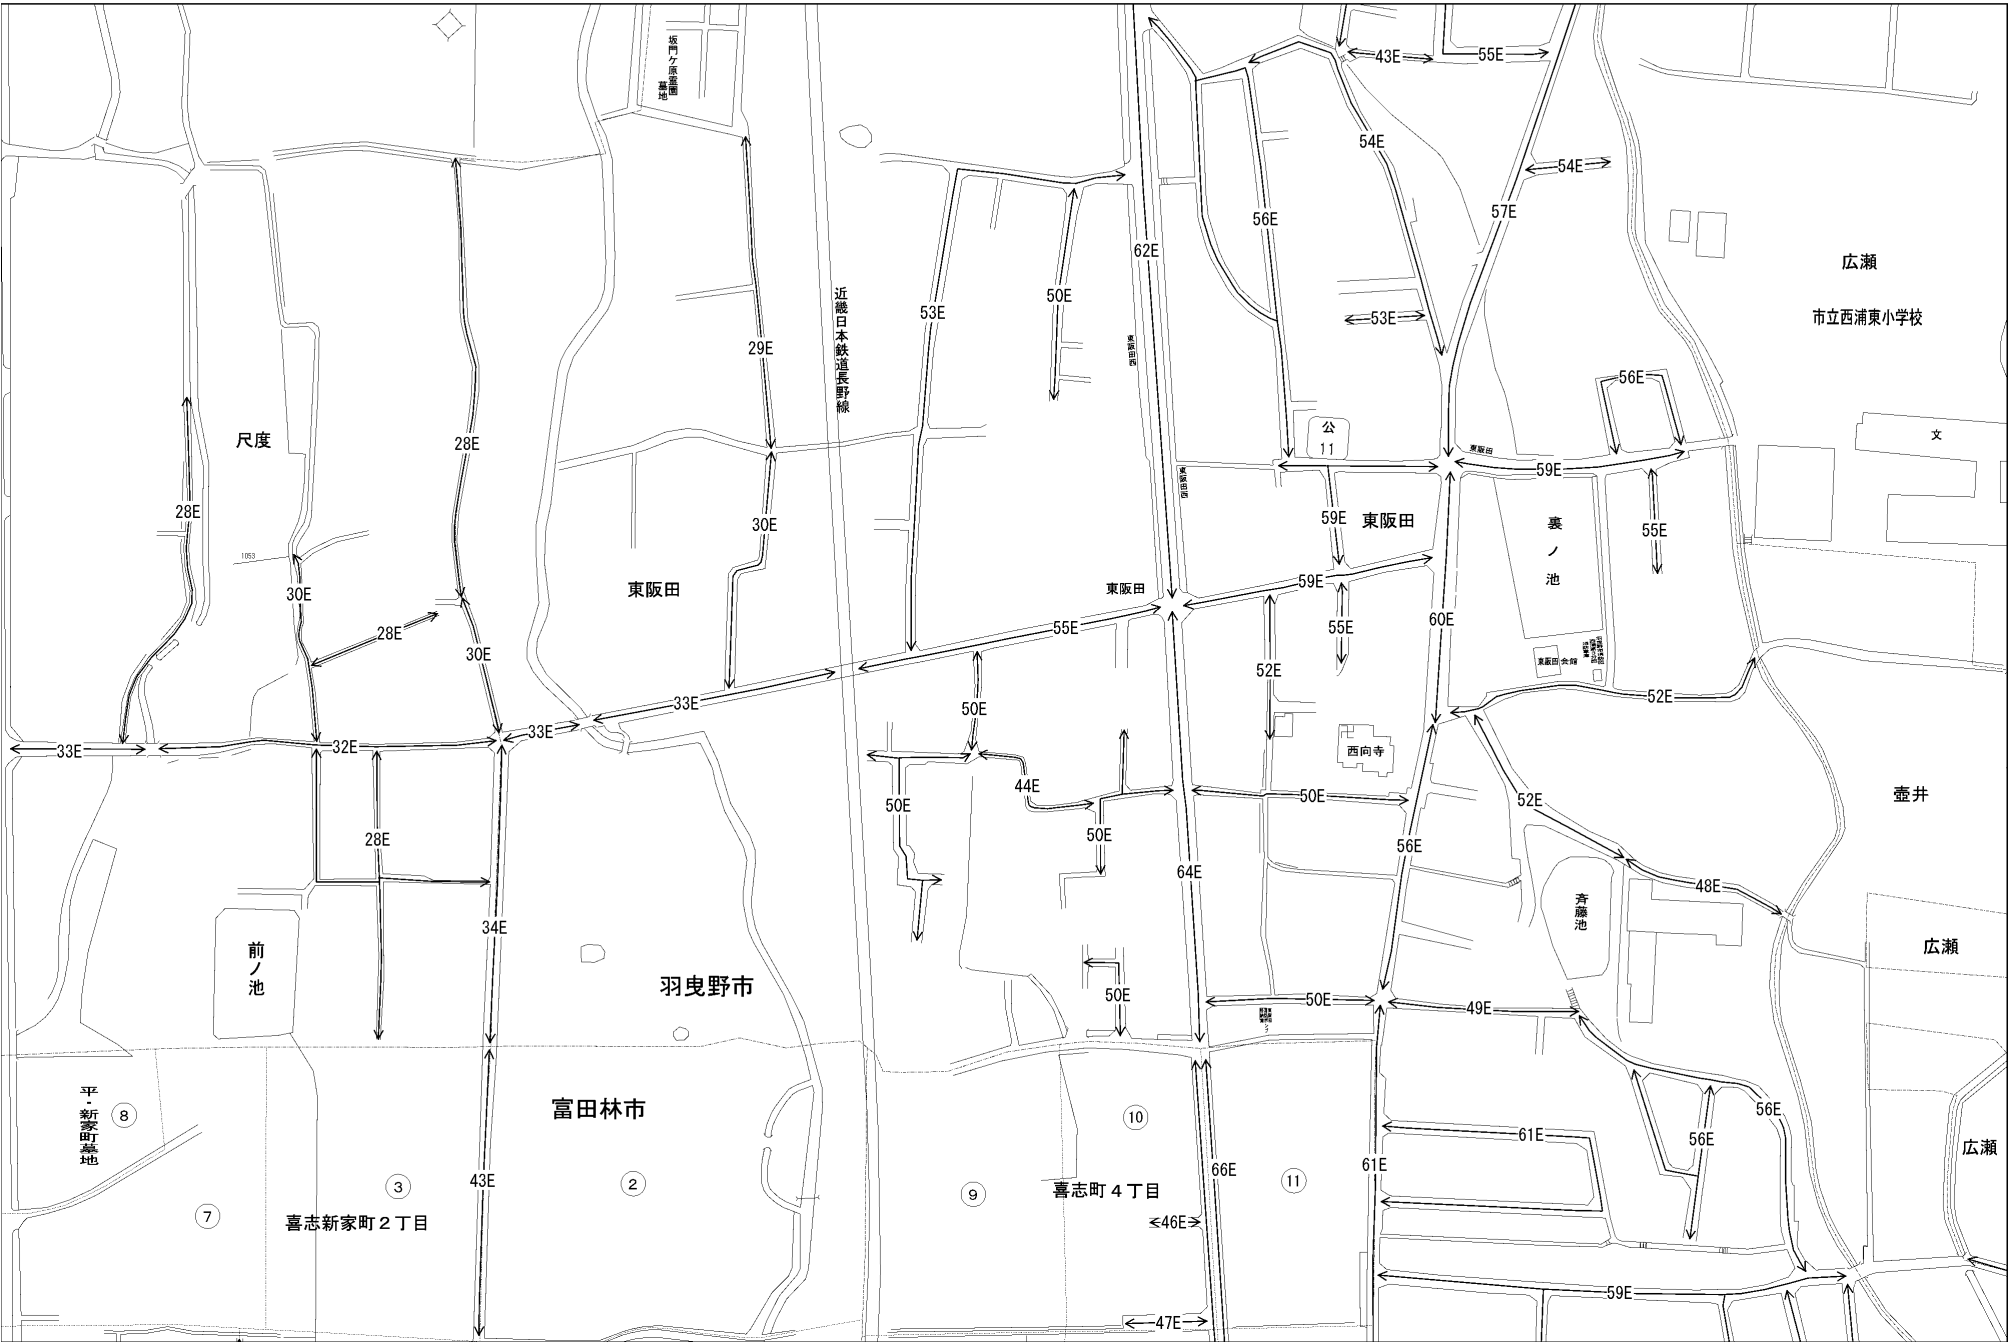 坂門ケ原霊園
墓地
43E
55E
54E
54E
56E
57E
62E
広瀬
市立西浦東小学校
50E
53E
53E
近畿日本鉄道長野線
東阪田西
29E
56E
28E
尺度
公
11
東阪田
文
59E
東阪田西
28E
30E
59E
東阪田
裏ノ池
55E
1053
30E
東阪田
東阪田
59E
60E
28E
55E
55E
30E
52E
東阪田会館
52E
33E
50E
33E
32E
33E
西向寺
44E
50E
50E
52E
壺井
28E
50E
56E
64E
48E
斉藤池
34E
前ノ池
広瀬
羽曳野市
50E
50E
49E
平・新家町墓地
8
富田林市
10
56E
61E
56E
広瀬
43E
3
2
9
喜志町4丁目
66E
11
61E
7
喜志新家町2丁目
46E
59E
47E